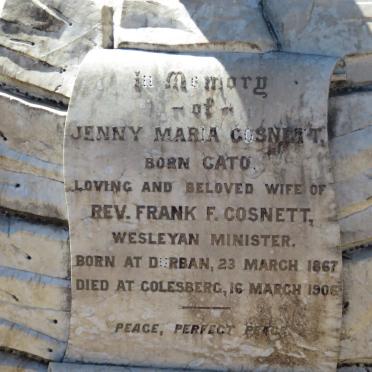 In Memory
- of -
JENNY MARIA COSNETT,
BORN CATO,
LOVING AND BELOVED WIFE OF
REV. FRANK F. COSNETT,
WESLEYAN MINISTER.
BORN AT DURBAN, 23 MARCH 1867
DIED AT COLESBERG, 16 MARCH 1906
PEACE, PERFECT PEACE